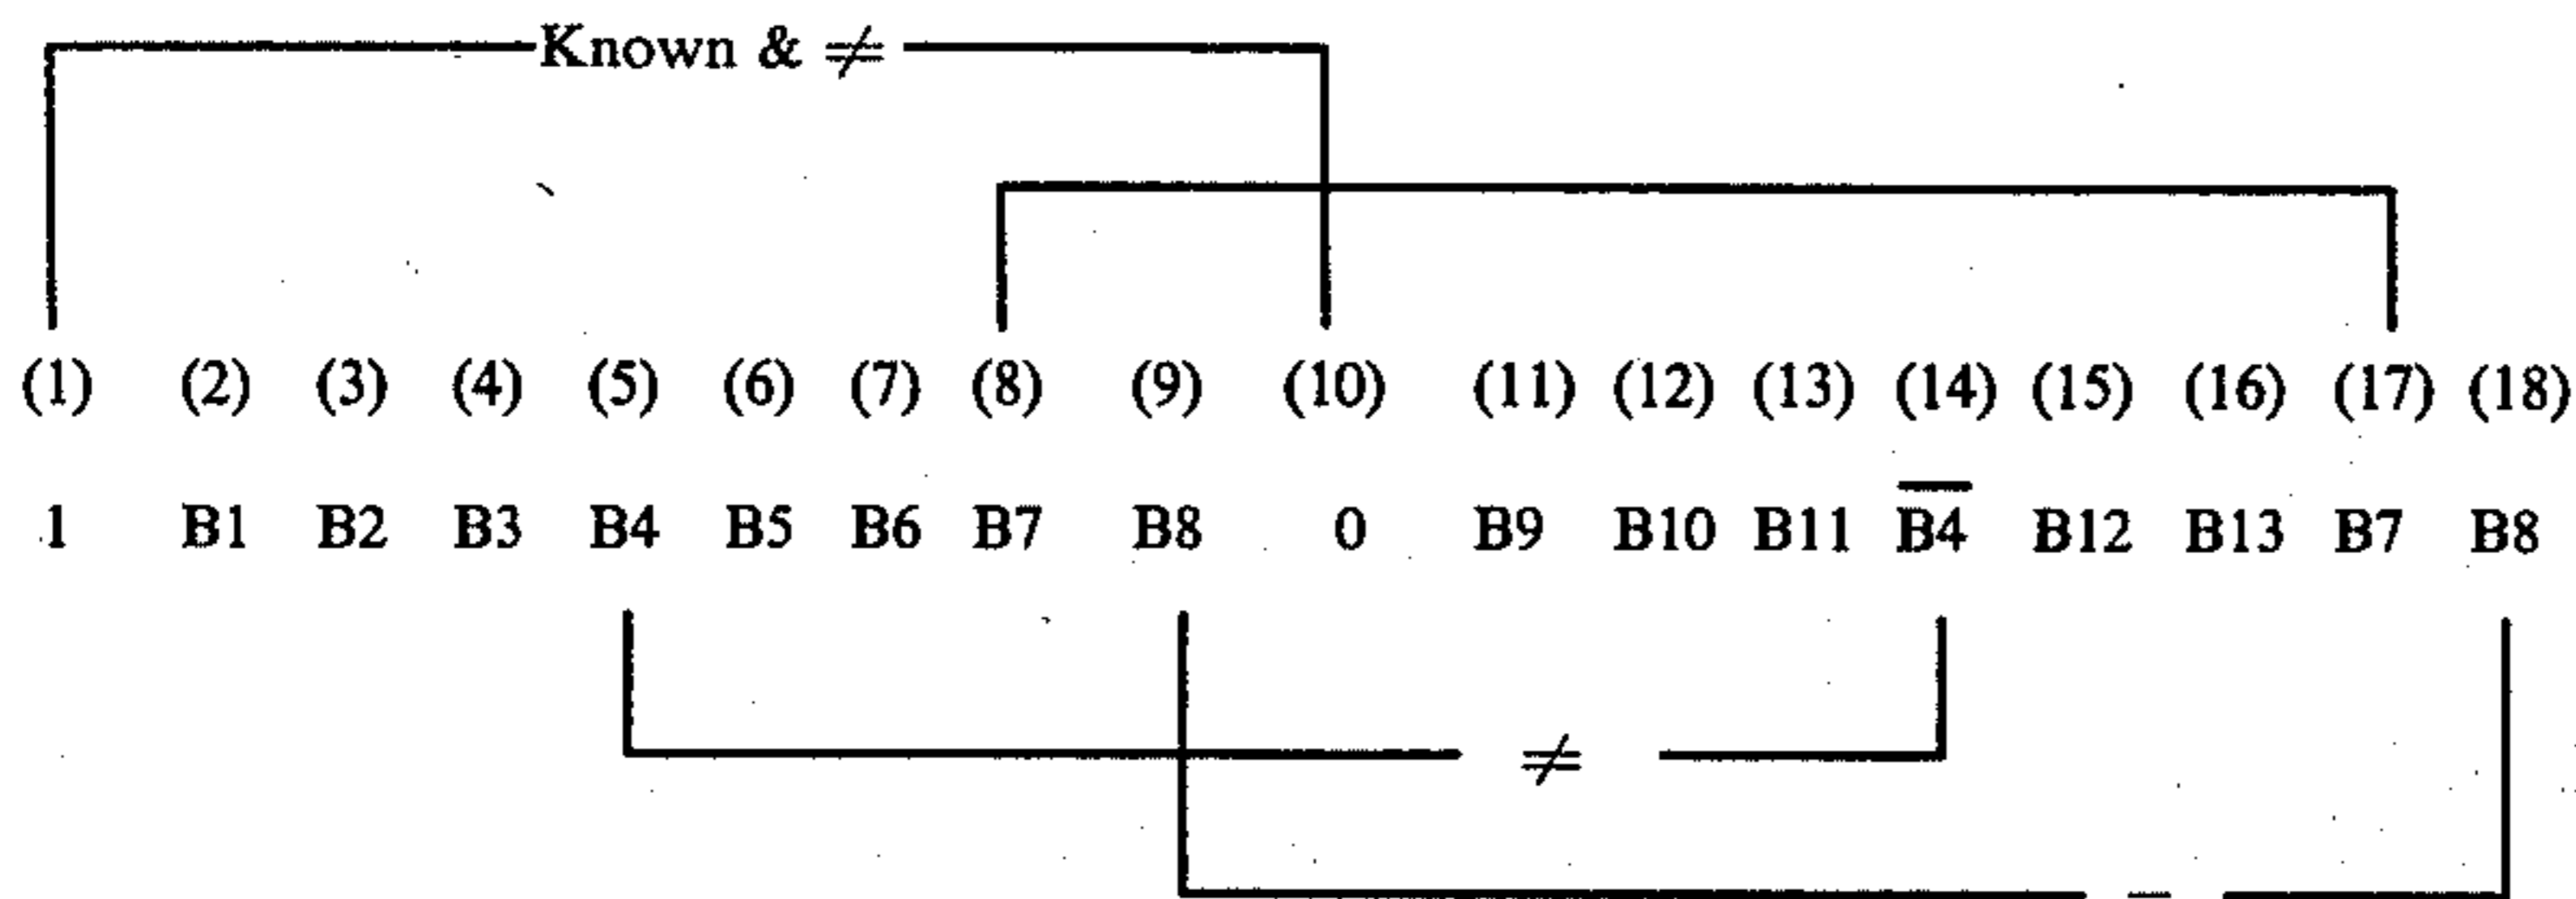 Known & ≠
(1) (2) (3) (4) (5) (6) (7) (8) (9) (10) (11) (12) (13) (14) (15) (16) (17) (18)
1 B1 B2 B3 B4 B5 B6 B7 B8 0 B9 B10 B11 B̅4̅ B12 B13 B7 B8
≠